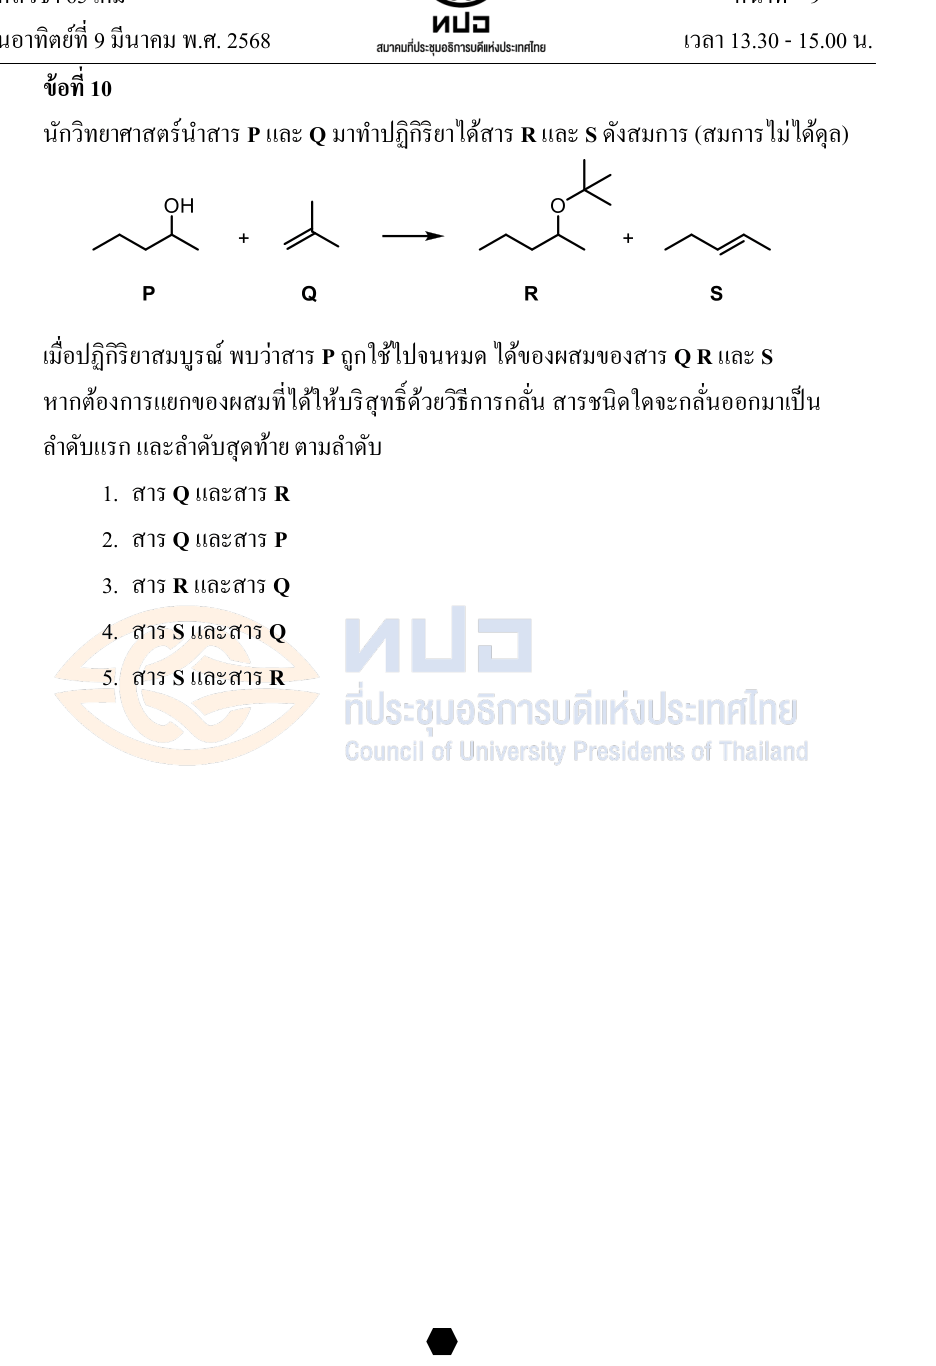 นอาทิตย์ที่ 9 มีนาคม พ.ศ. 2568
ทปอ
สมาคมที่ประชุมอธิการบดีแห่งประเทศไทย
เวลา 13.30 - 15.00 น.
ข้อที่ 10
นักวิทยาศาสตร์นำสาร P และ Q มาทำปฏิกิริยาได้สาร R และ S ดังสมการ (สมการไม่ได้ดุล)
OH
O
+
+
P
Q
R
S
เมื่อปฏิกิริยาสมบูรณ์ พบว่าสาร P ถูกใช้ไปจนหมด ได้ของผสมของสาร Q R และ S
หากต้องการแยกของผสมที่ได้ให้บริสุทธิ์ด้วยวิธีการกลั่น สารชนิดใดจะกลั่นออกมาเป็น
ลำดับแรก และลำดับสุดท้าย ตามลำดับ
1. สาร Q และสาร R
2. สาร Q และสาร P
3. สาร R และสาร Q
4. สาร S และสาร Q
5. สาร S และสาร R
ทปอ
ที่ประชุมอธิการบดีแห่งประเทศไทย
Council of University Presidents of Thailand